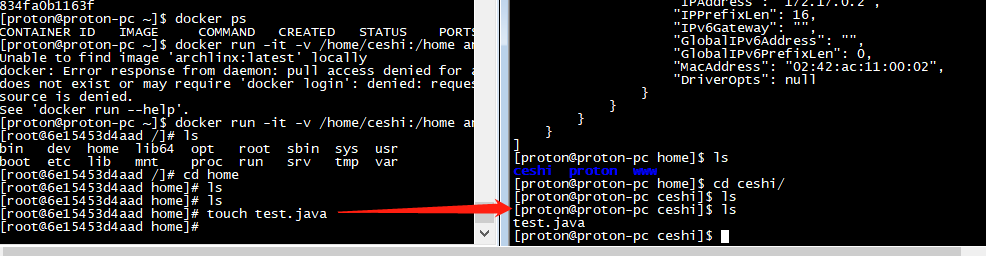 834fa0b1163f
[proton@proton-pc ~]$ docker ps
CONTAINER ID   IMAGE     COMMAND   CREATED   STATUS    PORTS
[proton@proton-pc ~]$ docker run -it -v /home/ceshi:/home
Unable to find image 'archlinx:latest' locally
docker: Error response from daemon: pull access denied for
does not exist or may require 'docker login': denied:
source is denied.
See 'docker run --help'.
[proton@proton-pc ~]$ docker run -it -v /home/ceshi:/home
[root@6e15453d4aad /]# ls
bin   dev  home  lib64  opt   root  sbin  sys  usr
boot  etc  lib   mnt    proc  run   srv   tmp  var
[root@6e15453d4aad /]# cd home
[root@6e15453d4aad home]# ls
[root@6e15453d4aad home]# ls
[root@6e15453d4aad home]# touch test.java
[root@6e15453d4aad home]#
"IPAddress": "172.17.0.2",
"IPPrefixLen": 16,
"IPv6Gateway": "",
"GlobalIPv6Address": "",
"GlobalIPv6PrefixLen": 0,
"MacAddress": "02:42:ac:11:00:02",
"DriverOpts": null
}
}
}
}
]
[proton@proton-pc home]$ ls
ceshi  proton  www
[proton@proton-pc home]$ cd ceshi/
[proton@proton-pc ceshi]$ ls
[proton@proton-pc ceshi]$ ls
test.java
[proton@proton-pc ceshi]$